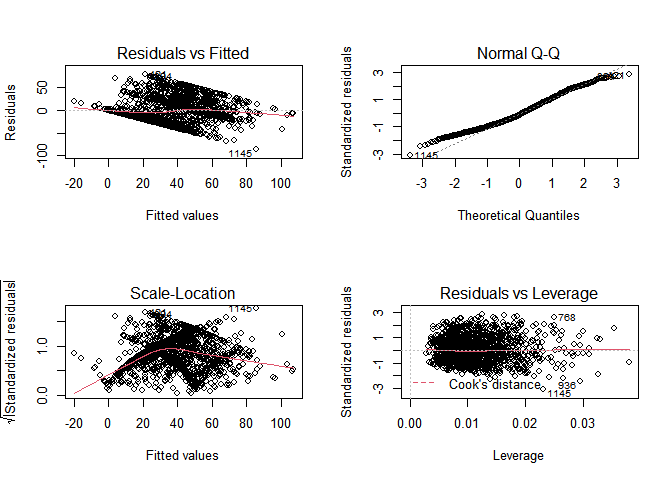 Residuals vs Fitted
Residuals
50
0
-100
-20 0 20 40 60 80 100
Fitted values
1145
Normal Q-Q
Standardized residuals
3
1
-1
-3
-3 -2 -1 0 1 2 3
Theoretical Quantiles
1145
Scale-Location
√|Standardized residuals|
1.0
0.0
-20 0 20 40 60 80 100
Fitted values
1145
Residuals vs Leverage
Standardized residuals
3
1
-1
-3
0.00 0.01 0.02 0.03
Leverage
768
936
1145
Cook's distance